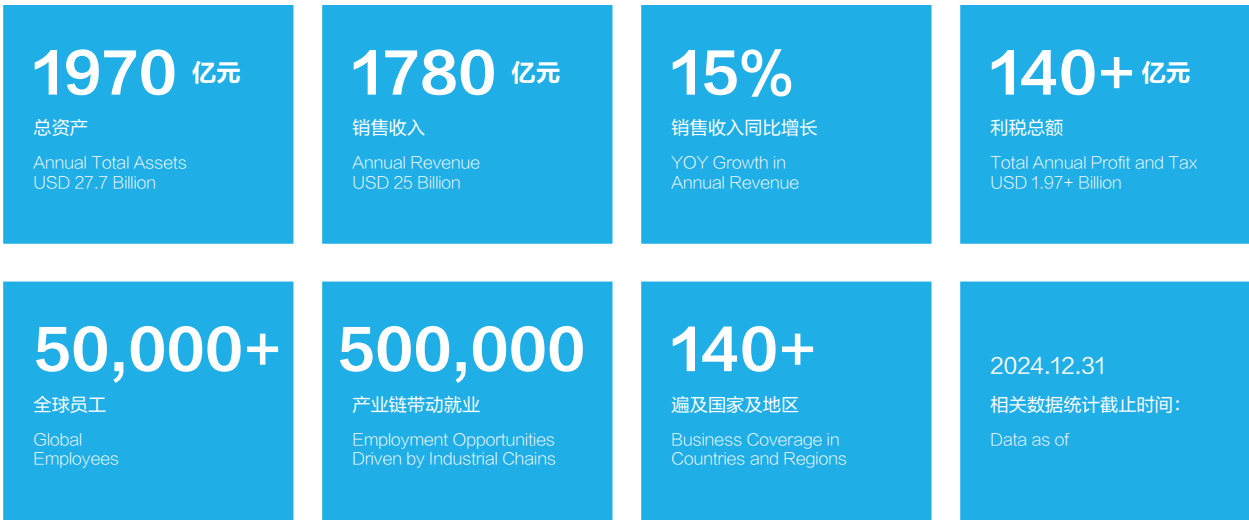 1970 亿元
总资产
Annual Total Assets
USD 27.7 Billion
1780 亿元
销售收入
Annual Revenue
USD 25 Billion
15%
销售收入同比增长
YOY Growth in
Annual Revenue
140+ 亿元
利税总额
Total Annual Profit and Tax
USD 1.97+ Billion
50,000+
全球员工
Global
Employees
500,000
产业链带动就业
Employment Opportunities
Driven by Industrial Chains
140+
遍及国家及地区
Business Coverage in
Countries and Regions
2024.12.31
相关数据统计截止时间：
Data as of